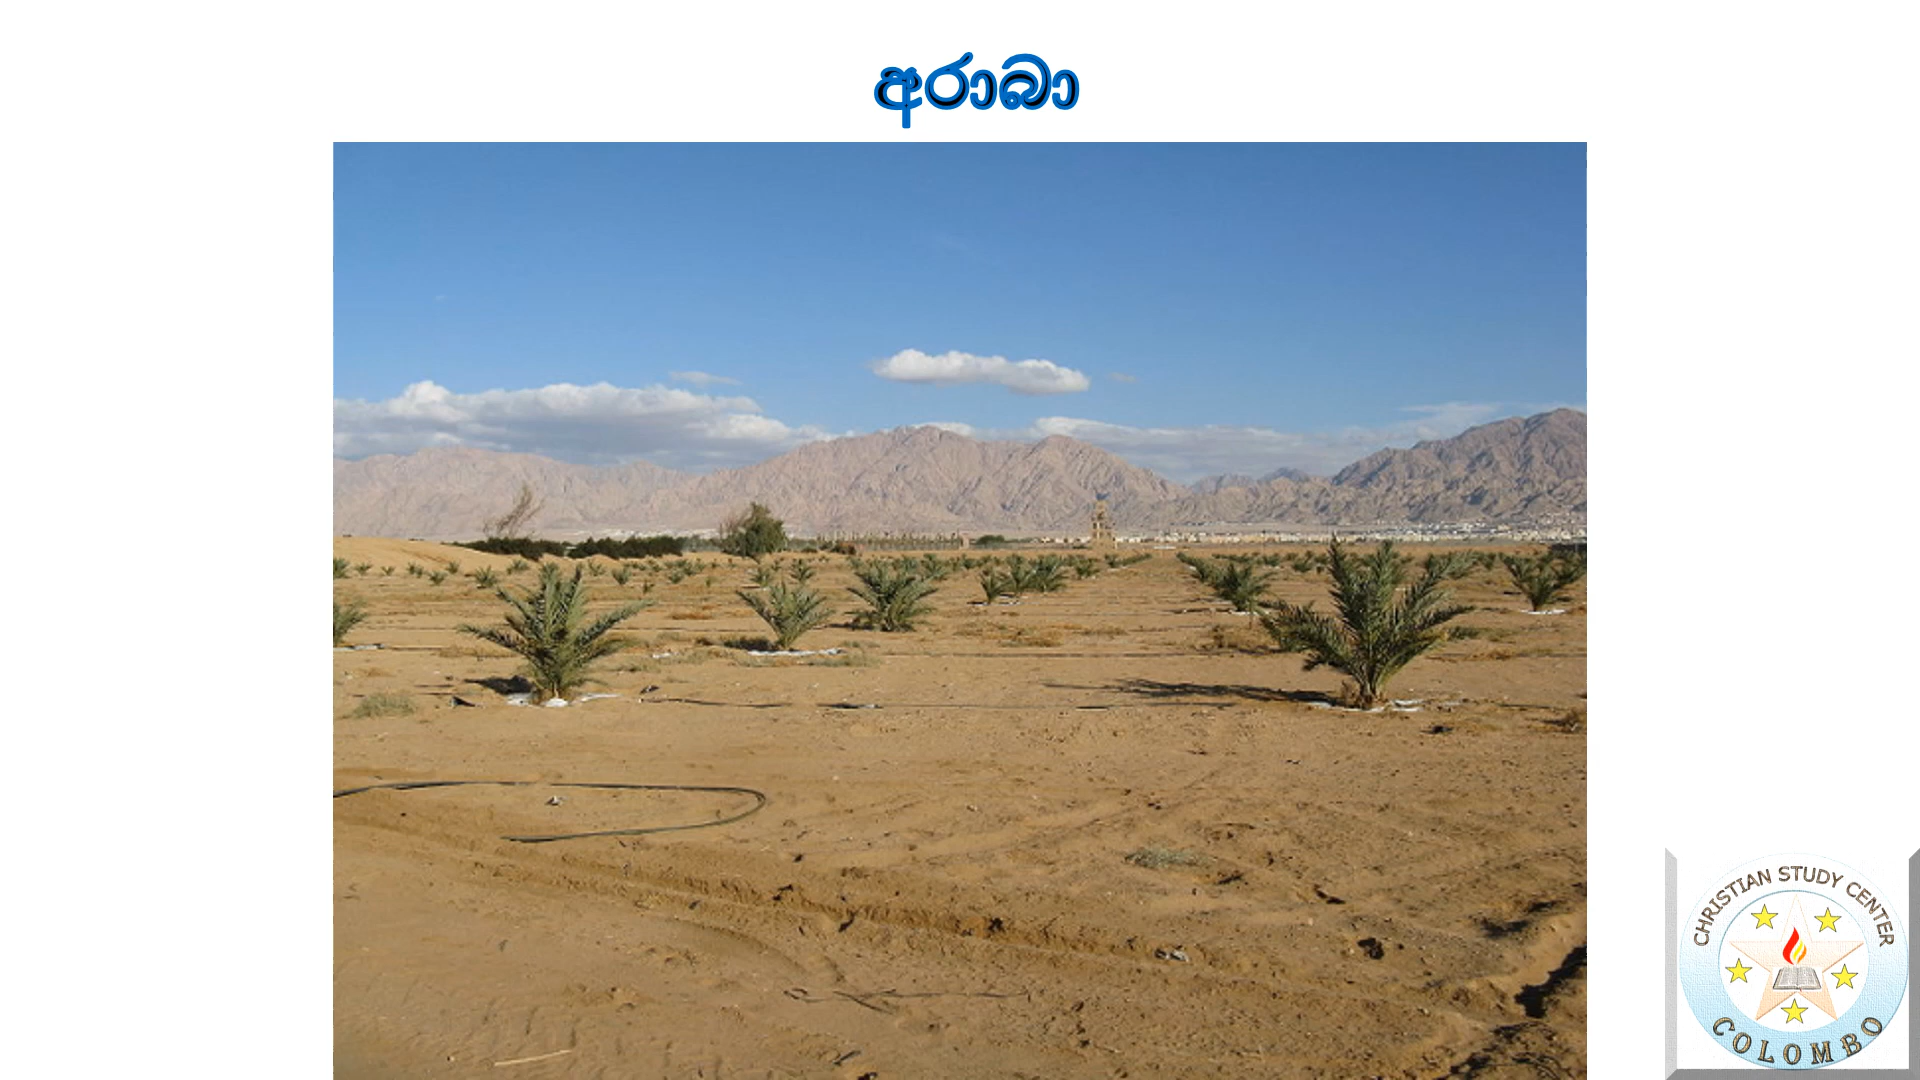 අරාබා
CHRISTIAN STUDY CENTER
COLOMBO